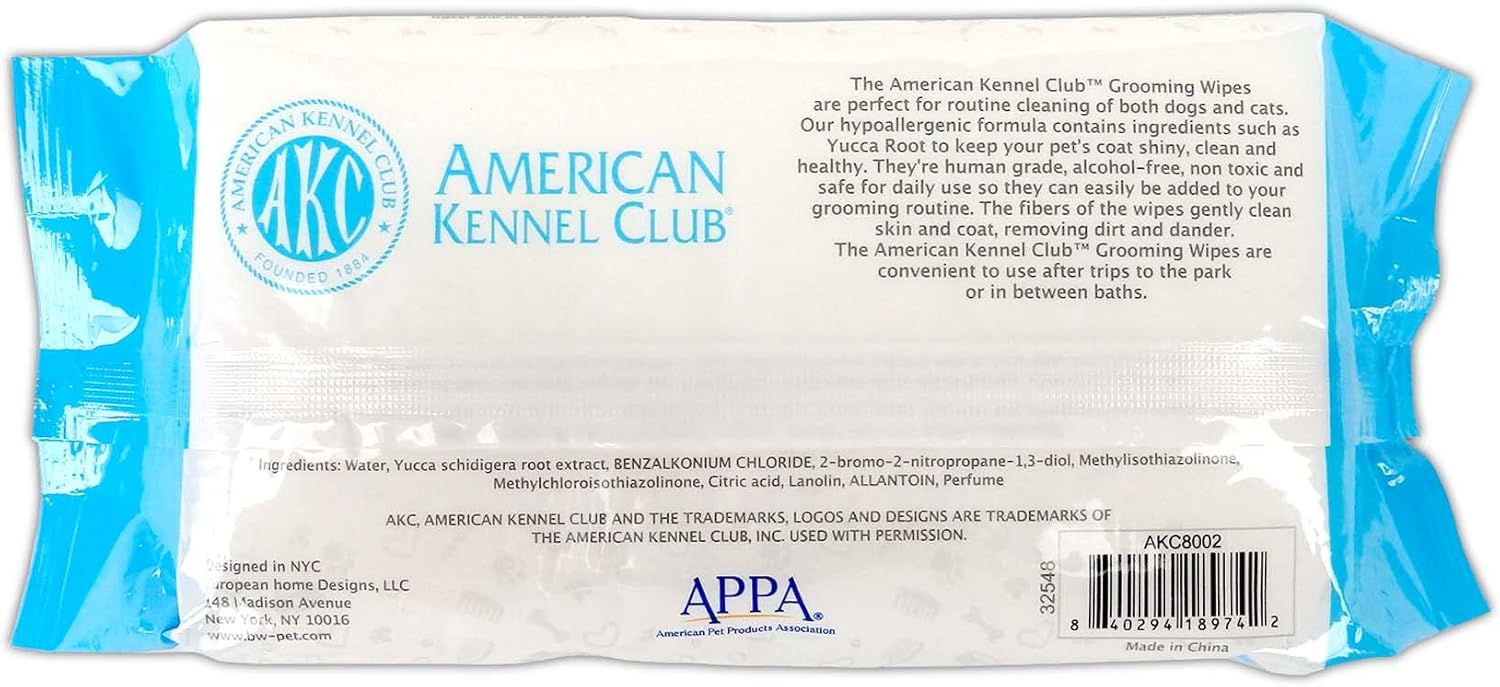 AMERICAN KENNEL CLUB
AKC
FOUNDED 1884
AMERICAN
KENNEL CLUB®
The American Kennel Club™ Grooming Wipes
are perfect for routine cleaning of both dogs and cats.
Our hypoallergenic formula contains ingredients such as
Yucca Root to keep your pet's coat shiny, clean and
healthy. They're human grade, alcohol-free, non toxic and
safe for daily use so they can easily be added to your
grooming routine. The fibers of the wipes gently clean
skin and coat, removing dirt and dander.
The American Kennel Club™ Grooming Wipes are
convenient to use after trips to the park
or in between baths.
Ingredients: Water, Yucca schidigera root extract, BENZALKONIUM CHLORIDE, 2-bromo-2-nitropropane-1,3-diol, Methylisothiazolinone,
Methylchloroisothiazolinone, Citric acid, Lanolin, ALLANTOIN, Perfume
AKC, AMERICAN KENNEL CLUB AND THE TRADEMARKS, LOGOS AND DESIGNS ARE TRADEMARKS OF
THE AMERICAN KENNEL CLUB, INC. USED WITH PERMISSION.
Designed in NYC
European home Designs, LLC
148 Madison Avenue
New York, NY 10016
www.bw-pet.com
APPA®
American Pet Products Association
32548
AKC8002
8 40294 18974 2
Made in China